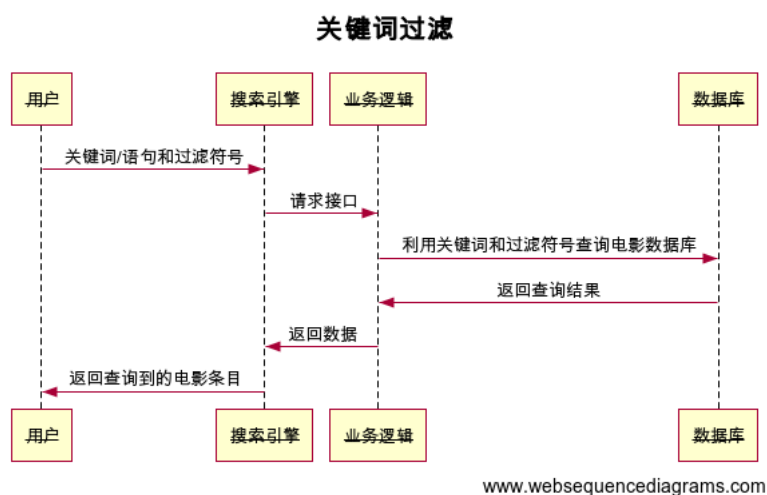 关键词过滤
用户 搜索引擎 业务逻辑 数据库
关键词/语句和过滤符号
请求接口
利用关键词和过滤符号查询电影数据库
返回查询结果
返回数据
返回查询到的电影条目
用户 搜索引擎 业务逻辑 数据库
www.websequencediagrams.com